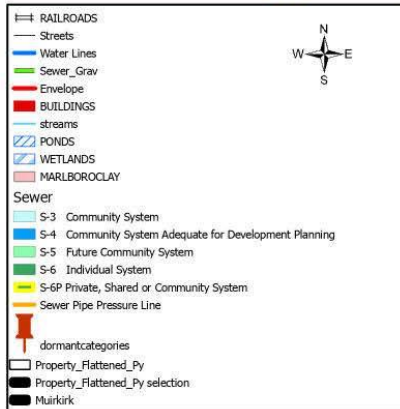 RAILROADS
Streets
Water Lines
Sewer_Grav
Envelope
BUILDINGS
streams
PONDS
WETLANDS
MARLBOROCLAY
Sewer
S-3 Community System
S-4 Community System Adequate for Development Planning
S-5 Future Community System
S-6 Individual System
S-6P Private, Shared or Community System
Sewer Pipe Pressure Line
dormantcategories
Property_Flattened_Py
Property_Flattened_Py selection
Muirkirk
N
W E
S